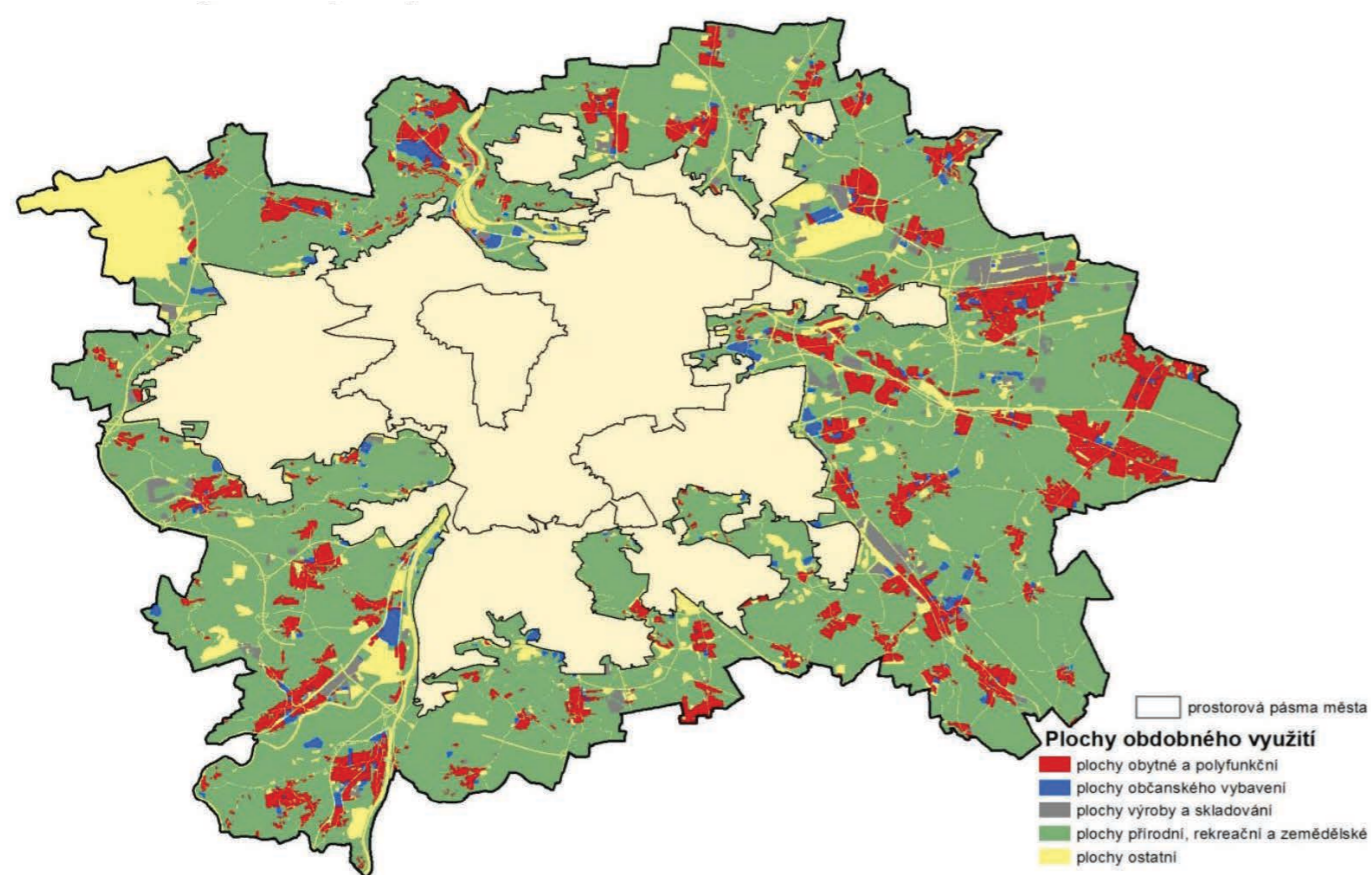 prostorová pásma města
Plochy obdobného využití
plochy obytné a polyfunkční
plochy občanského vybavení
plochy výroby a skladování
plochy přírodní, rekreační a zemědělské
plochy ostatní